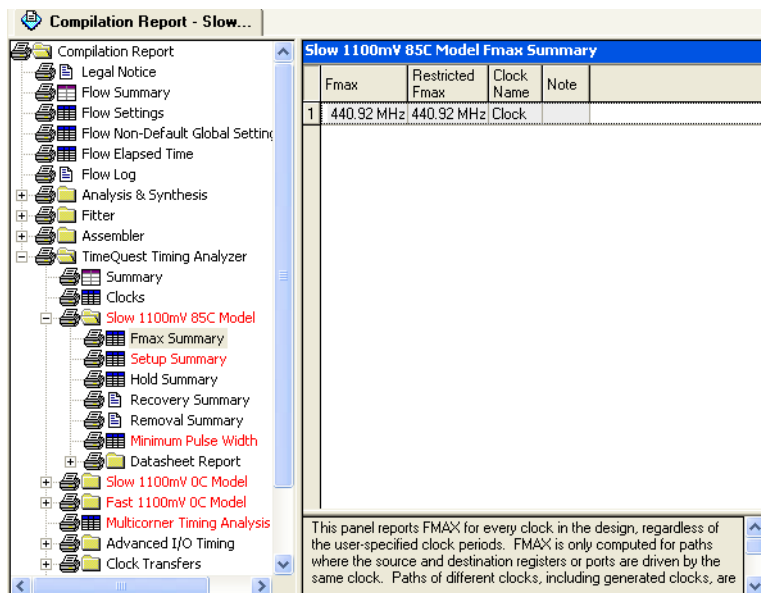 Compilation Report - Slow...
Compilation Report
Legal Notice
Flow Summary
Flow Settings
Flow Non-Default Global Setting
Flow Elapsed Time
Flow Log
Analysis & Synthesis
Fitter
Assembler
TimeQuest Timing Analyzer
Summary
Clocks
Slow 1100mV 85C Model
Fmax Summary
Setup Summary
Hold Summary
Recovery Summary
Removal Summary
Minimum Pulse Width
Datasheet Report
Slow 1100mV 0C Model
Fast 1100mV 0C Model
Multicorner Timing Analysis
Advanced I/O Timing
Clock Transfers
Slow 1100mV 85C Model Fmax Summary
Fmax Restricted Fmax Clock Name Note
1 440.92 MHz 440.92 MHz Clock
This panel reports FMAX for every clock in the design, regardless of
the user-specified clock periods. FMAX is only computed for paths
where the source and destination registers or ports are driven by the
same clock. Paths of different clocks, including generated clocks, are